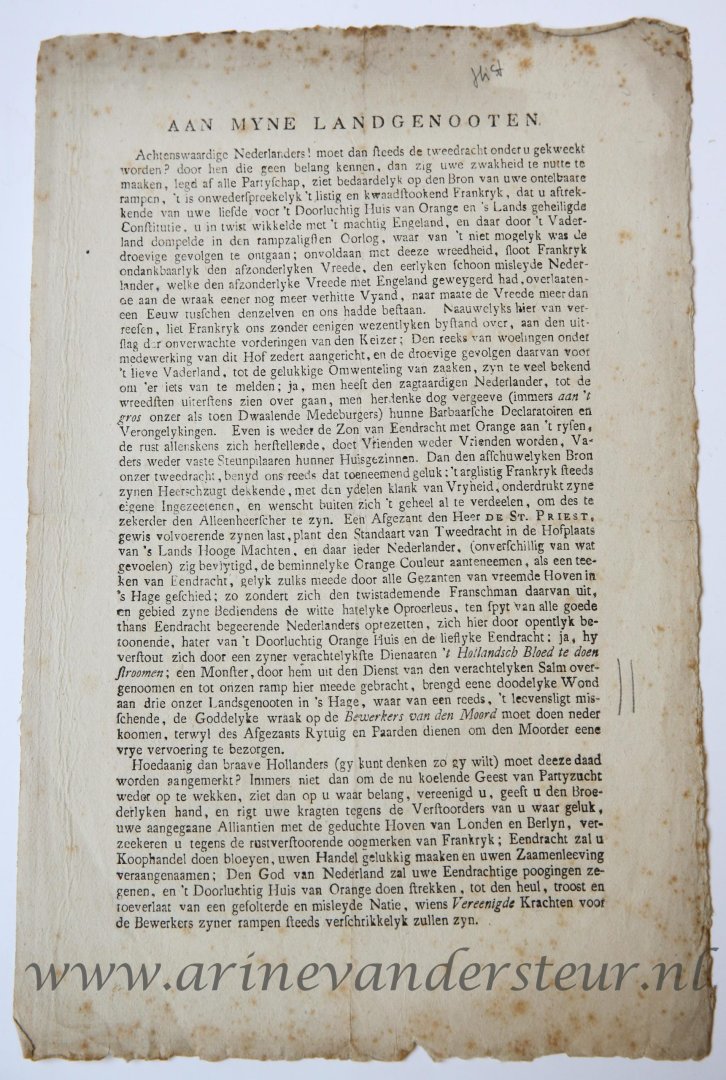 Hist
AAN MYNE LANDGENOOTEN.
Achtenswaardige Nederlanders! moet dan ſteeds de tweedracht onder u gekweekt
worden? door hen die geen belang kennen, dan zig uwe zwakheid te nutte te
maaken, legd af alle Partyſchap, ziet bedaardelyk op den Bron van uwe ontelbaare
rampen, 't is onwederſpreekelyk 't liſtig en kwaadſtookend Frankryk, dat u aftrek-
kende van uwe liefde voor 't Doorluchtig Huis van Orange en 's Lands geheiligde
Conſtitutie, u in twist wikkelde met 't machtig Engeland, en daar door 't Vader-
land dompelde in den rampzaligſten Oorlog, waar van 't niet mogelyk was de
droevige gevolgen te ontgaan; onvoldaan met deeze wreedheid, ſloot Frankryk
ondankbaarlyk den afzonderlyken Vreede, den eerlyken ſchoon misleyde Neder-
lander, welke den afzonderlyke Vreede met Engeland geweygerd had, overlaaten-
de aan de wraak eener nog meer verhitte Vyand, naar maate de Vreede meer dan
een Eeuw tusſchen denzelven en ons hadde beſtaan. Naauwelyks hier van ver-
reeſen, liet Frankryk ons zonder eenigen wezentlyken byſtand over, aan den uit-
ſlag der onverwachte vorderingen van den Keizer; Den reeks van woelingen onder
medewerking van dit Hof zedert aangericht, en de droevige gevolgen daarvan voor
't lieve Vaderland, tot de gelukkige Omwenteling van zaaken, zyn te veel bekend
om 'er iets van te melden; ja, men heeft den zagtaardigen Nederlander, tot de
wreedſten uiterſtens zien over gaan, men herdenke dog vergeeve (immers aan 't
gros onzer als toen Dwaalende Medeburgers) hunne Barbaarſche Declaratoiren en
Verongelykingen. Even is weder de Zon van Eendracht met Orange aan 't ryſen,
de rust allenskens zich herſtellende, doet Vrienden weder Vrienden worden, Va-
ders weder vaste Steunpilaaren hunner Huisgezinnen. Dan den afſchuwelyken Bron
onzer tweedracht, benyd ons reeds dat toeneemend geluk: 't argliſtig Frankryk ſteeds
zynen Heerschzugt dekkende, met den ydelen klank van Vryheid, onderdrukt zyne
eigene Ingezeetenen, en wenscht buiten zich 't geheel al te verdeelen, om des te
zekerder den Alleenheerſcher te zyn. Een Afgezant den Heer DE ST. PRIEST,
gewis volvoerende zynen last, plant den Standaart van Tweedracht in de Hofplaats
van 's Lands Hooge Machten, en daar ieder Nederlander, (onverſchillig van wat
gevoelen) zig bevlytigd, de beminnelyke Orange Couleur aanteneemen, als een tee-
ken van Eendracht, gelyk zulks meede door alle Gezanten van vreemde Hoven in
's Hage geſchied; zo zondert zich den twistademende Franschman daarvan uit,
en gebied zyne Bediendens de witte hatelyke Oproerleus, ten ſpyt van alle goede
thans Eendracht begeerende Nederlanders optezetten, zich hier door opentlyk be-
toonende, hater van 't Doorluchtig Orange Huis en de lieflyke Eendracht: ja, hy
verſtout zich door een zyner verachtelykſte Dienaaren 't Hollandsch Bloed te doen
ſtroomen; een Monſter, door hem uit den Dienst van den verachtelyken Salm over-
genoomen en tot onzen ramp hier meede gebracht, brengd eene doodelyke Wond
aan drie onzer Landsgenooten in 's Hage, waar van een reeds, 't leevensligt mis-
ſchende, de Goddelyke wraak op de Bewerkers van den Moord moet doen neder
koomen, terwyl des Afgezants Rytuig en Paarden dienen om den Moorder eene
vrye vervoering te bezorgen.
Hoedaanig dan braave Hollanders (gy kunt denken zo gy wilt) moet deeze daad
worden aangemerkt? Immers niet dan om de nu koelende Geest van Partyzucht
weder op te wekken, ziet dan op u waar belang, vereenigd u, geeft u den Broe-
derlyken hand, en rigt uwe kragten tegens de Verſtoorders van u waar geluk,
uwe aangegaane Alliantien met de geduchte Hoven van Londen en Berlyn, ver-
zeekeren u tegens de rustverſtoorende oogmerken van Frankryk; Eendracht zal u
Koophandel doen bloeyen, uwen Handel gelukkig maaken en uwen Zaamenleeving
veraangenaamen; Den God van Nederland zal uwe Eendrachtige poogingen ze-
genen, en 't Doorluchtig Huis van Orange doen ſtrekken, tot den heul, troost en
toeverlaat van een gefolterde en misleyde Natie, wiens Vereenigde Krachten voor
de Bewerkers zyner rampen ſteeds verſchrikkelyk zullen zyn.
www.arinevandersteur.nl